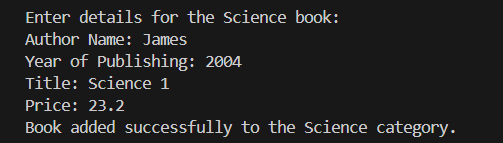 Enter details for the Science book:
Author Name: James
Year of Publishing: 2004
Title: Science 1
Price: 23.2
Book added successfully to the Science category.